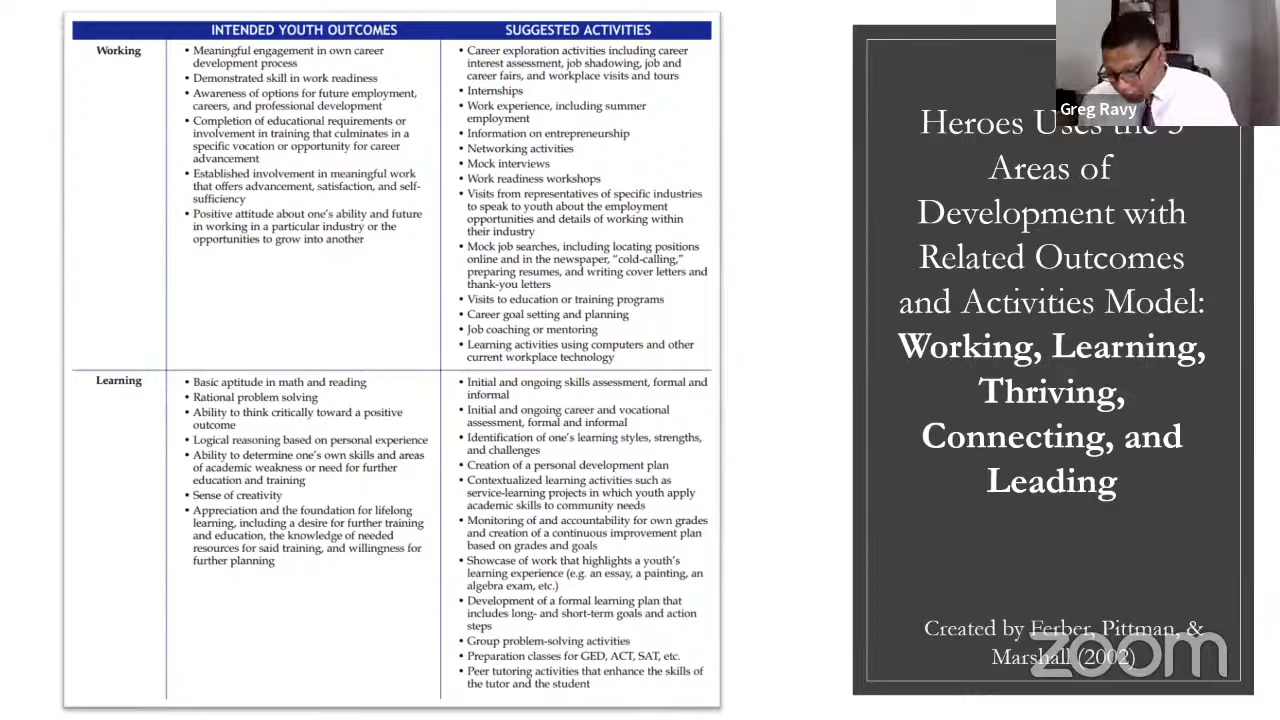 INTENDED YOUTH OUTCOMES
SUGGESTED ACTIVITIES
Working
• Meaningful engagement in own career
development process
• Demonstrated skill in work readiness
• Awareness of options for future employment,
careers, and professional development
• Completion of educational requirements or
involvement in training that culminates in a
specific vocation or opportunity for career
advancement
• Established involvement in meaningful work
that offers advancement, satisfaction, and self-
sufficiency
• Positive attitude about one's ability and future
in working in a particular industry or the
opportunities to grow into another
• Career exploration activities including career
interest assessment, job shadowing, job and
career fairs, and workplace visits and tours
• Internships
• Work experience, including summer
employment
• Information on entrepreneurship
• Networking activities
• Mock interviews
• Work readiness workshops
• Visits from representatives of specific industries
to speak to youth about the employment
opportunities and details of working within
their industry
• Mock job searches, including locating positions
online and in the newspaper, "cold-calling,"
preparing resumes, and writing cover letters and
thank-you letters
• Visits to education or training programs
• Career goal setting and planning
• Job coaching or mentoring
• Learning activities using computers and other
current workplace technology
Learning
• Basic aptitude in math and reading
• Rational problem solving
• Ability to think critically toward a positive
outcome
• Logical reasoning based on personal experience
• Ability to determine one's own skills and areas
of academic weakness or need for further
education and training
• Sense of creativity
• Appreciation and the foundation for lifelong
learning, including a desire for further training
and education, the knowledge of needed
resources for said training, and willingness for
further planning
• Initial and ongoing skills assessment, formal and
informal
• Initial and ongoing career and vocational
assessment, formal and informal
• Identification of one's learning styles, strengths,
and challenges
• Creation of a personal development plan
• Contextualized learning activities such as
service-learning projects in which youth apply
academic skills to community needs
• Monitoring of and accountability for own grades
and creation of a continuous improvement plan
based on grades and goals
• Showcase of work that highlights a youth's
learning experience (e.g. an essay, a painting, an
algebra exam, etc.)
• Development of a formal learning plan that
includes long- and short-term goals and action
steps
• Group problem-solving activities
• Preparation classes for GED, ACT, SAT, etc.
• Peer tutoring activities that enhance the skills of
the tutor and the student
Greg Ravy
Heroes Uses the 5
Areas of
Development with
Related Outcomes
and Activities Model:
Working, Learning,
Thriving,
Connecting, and
Leading
Created by Ferber, Pittman, &
Marshall (2002)
zoom